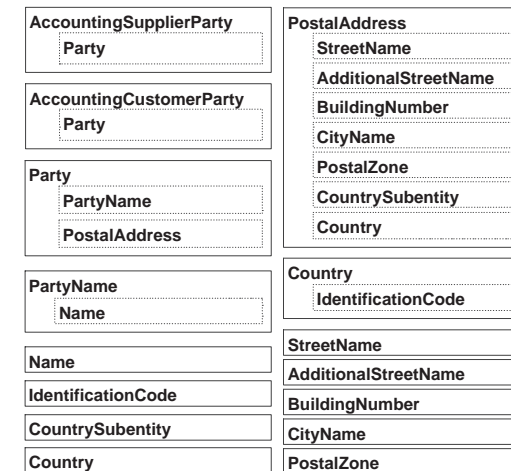 AccountingSupplierParty
Party
AccountingCustomerParty
Party
Party
PartyName
PostalAddress
PartyName
Name
Name
IdentificationCode
CountrySubentity
Country
PostalAddress
StreetName
AdditionalStreetName
BuildingNumber
CityName
PostalZone
CountrySubentity
Country
Country
IdentificationCode
StreetName
AdditionalStreetName
BuildingNumber
CityName
PostalZone